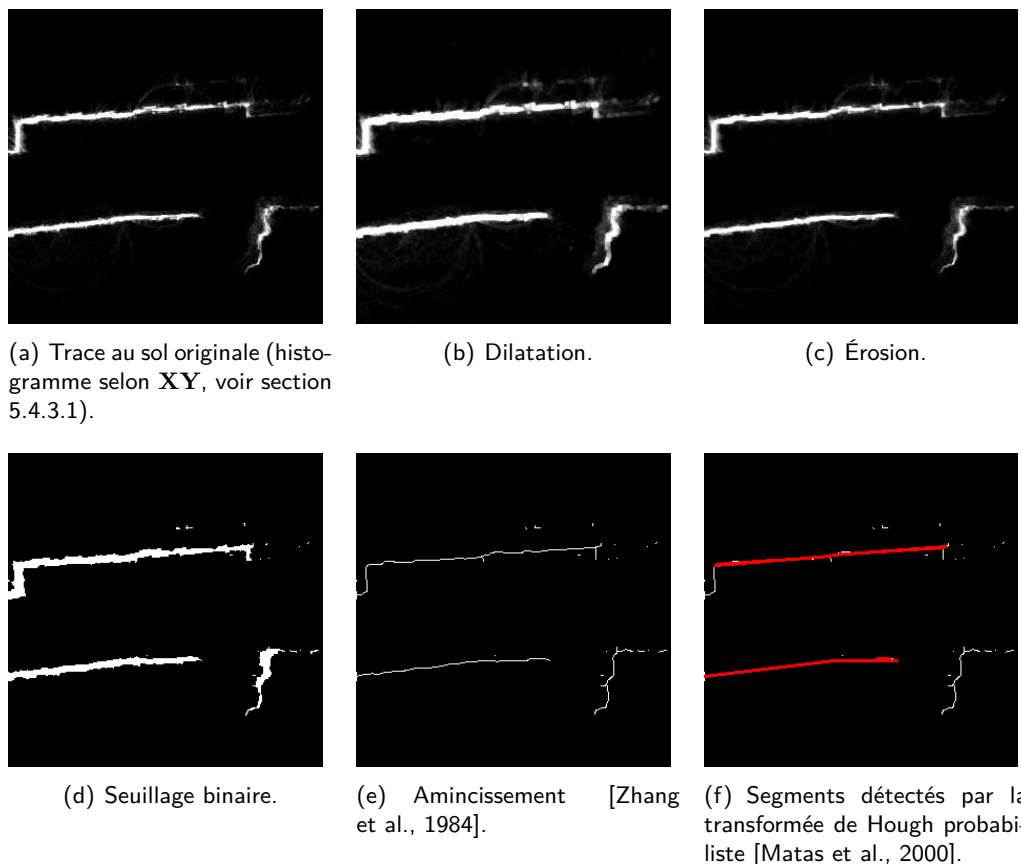 (a) Trace au sol originale (histo-
gramme selon XY, voir section
5.4.3.1).
(b) Dilatation.
(c) Érosion.
(d) Seuillage binaire.
(e) Amincissement [Zhang
et al., 1984].
(f) Segments détectés par la
transformée de Hough probabi-
liste [Matas et al., 2000].